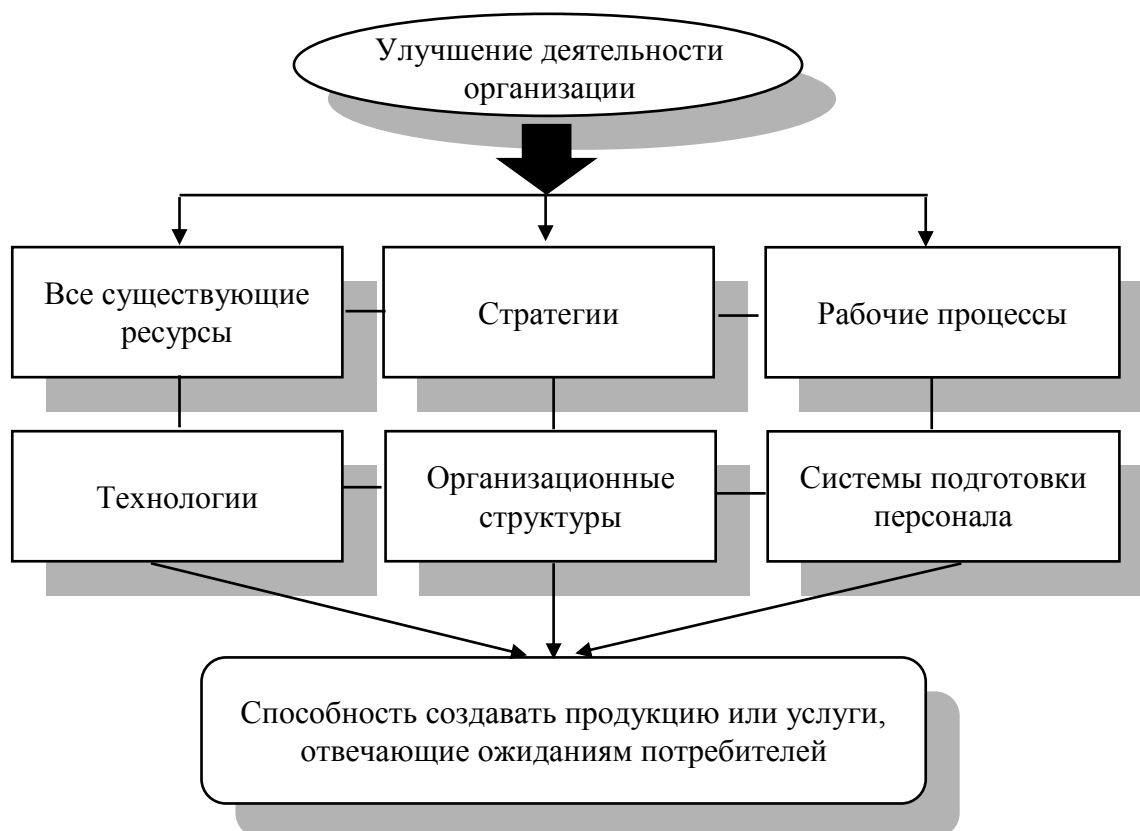 Улучшение деятельности
организации
Все существующие
ресурсы
Стратегии
Рабочие процессы
Технологии
Организационные
структуры
Системы подготовки
персонала
Способность создавать продукцию или услуги,
отвечающие ожиданиям потребителей